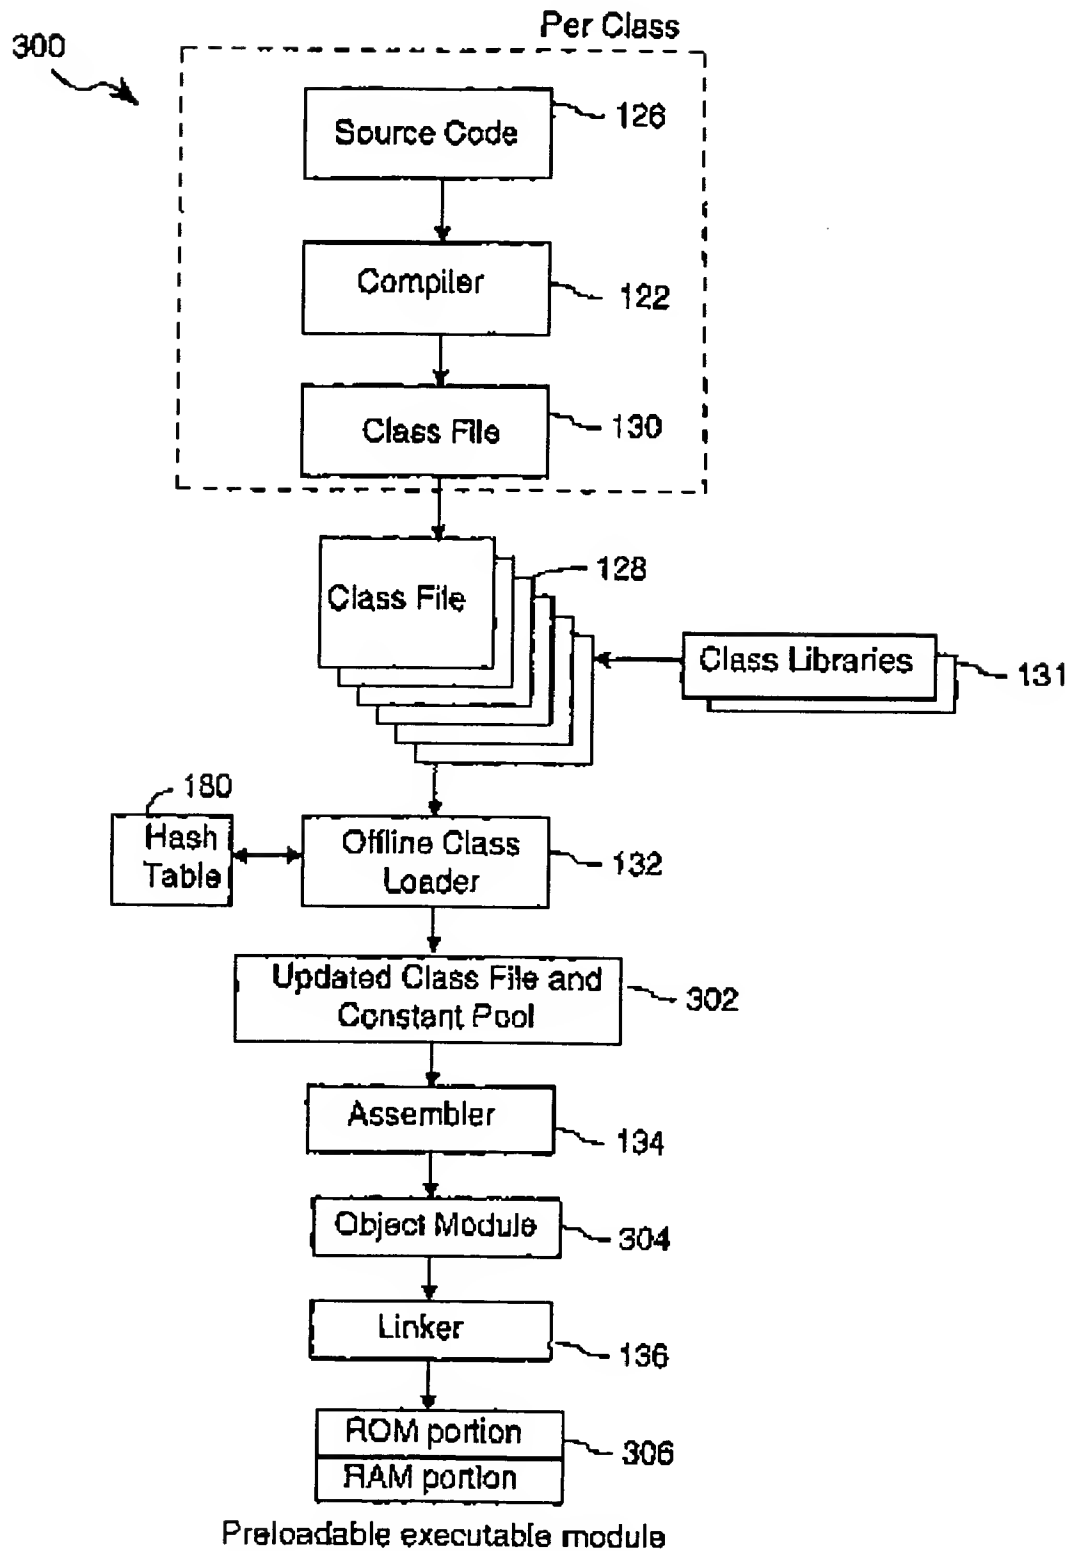 Per Class
300
Source Code
126
Compiler
122
Class File
130
Class File
128
Class Libraries
131
180
Hash
Table
Offline Class
Loader
132
Updated Class File and
Constant Pool
302
Assembler
134
Object Module
304
Linker
136
ROM portion
306
RAM portion
Preloadable executable module